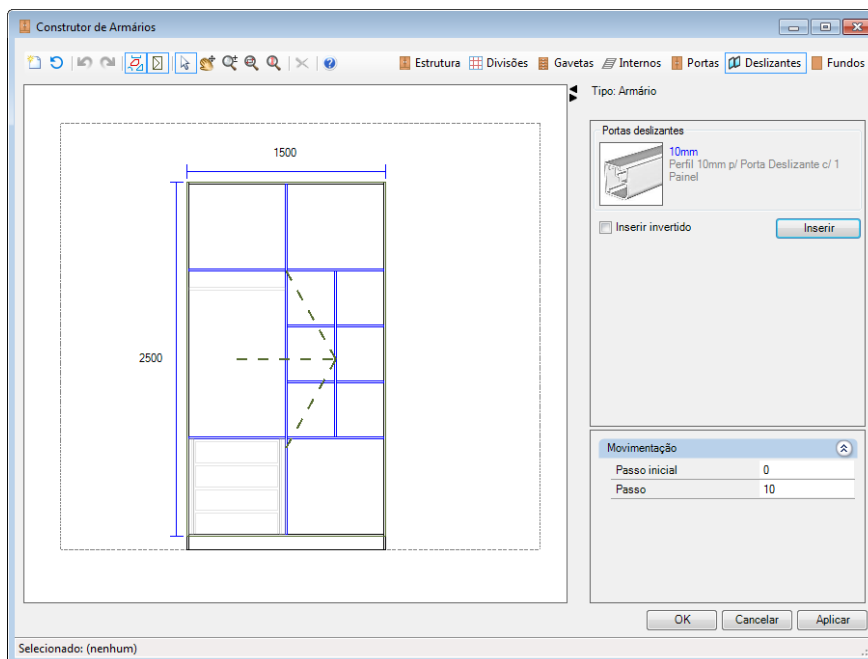 Construtor de Armários
Estrutura Divisões Gavetas Internos Portas Deslizantes Fundos
Tipo: Armário
Portas deslizantes
10mm
Perfil 10mm p/ Porta Deslizante c/ 1
Painel
Inserir invertido Inserir
1500
2500
Movimentação
Passo inicial 0
Passo 10
OK Cancelar Aplicar
Selecionado: (nenhum)